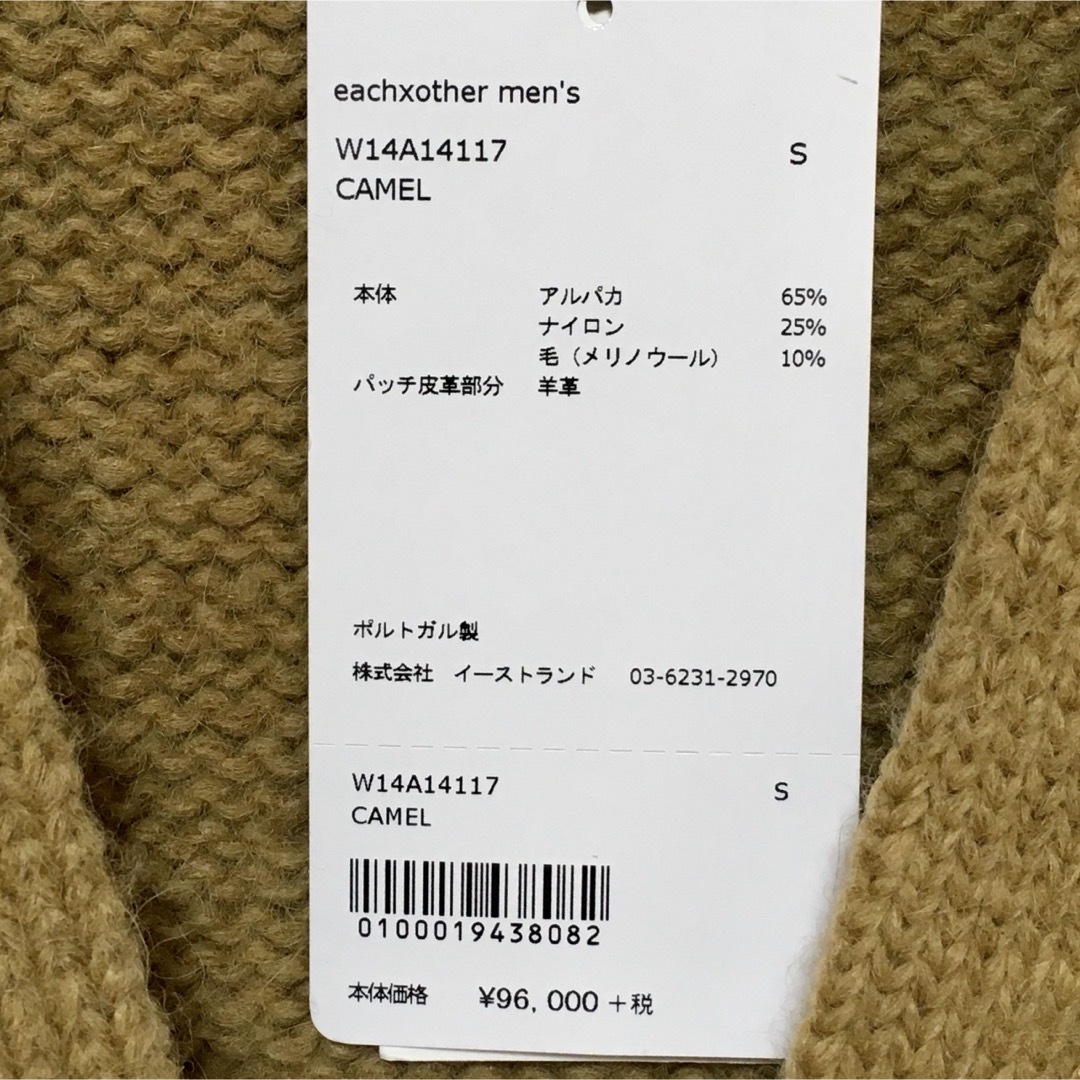 eachxother men's
W14A14117 S
CAMEL
本体 アルパカ 65%
ナイロン 25%
毛（メリノウール） 10%
パッチ皮革部分 羊革
ポルトガル製
株式会社 イーストランド 03-6231-2970
W14A14117 S
CAMEL
0100019438082
本体価格 ¥96,000+税